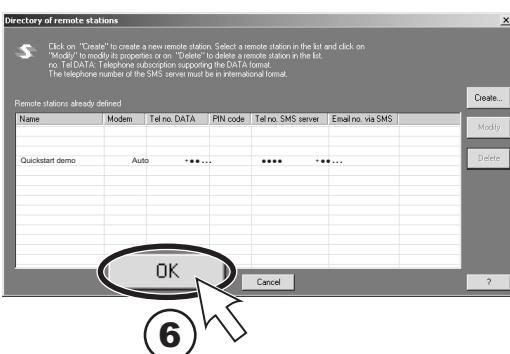 Directory of remote stations
Click on "Create" to create a new remote station. Select a remote station in the list and click on
"Modify" to modify its properties or on "Delete" to delete a remote station in the list.
no. Tel DATA: Telephone subscription supporting the DATA format.
The telephone number of the SMS server must be in international format.
Remote stations already defined
Create...
Name Modem Tel no. DATA PIN code Tel no. SMS server Email no. via SMS
Modify
Quickstart demo Auto +●●... ●●●● +●●...
Delete
OK
Cancel
?
6